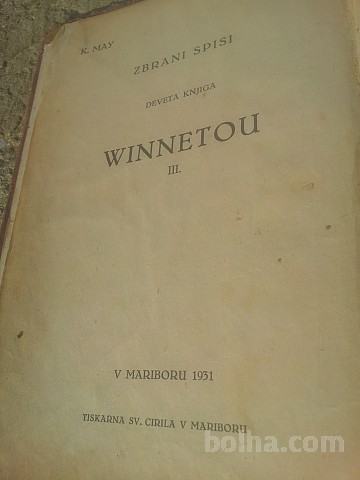 K. MAY
ZBRANI SPISI
DEVETA KNJIGA
WINNETOU
III.
V MARIBORU 1931
TISKARNA SV. CIRILA V MARIBORU
bolha.com